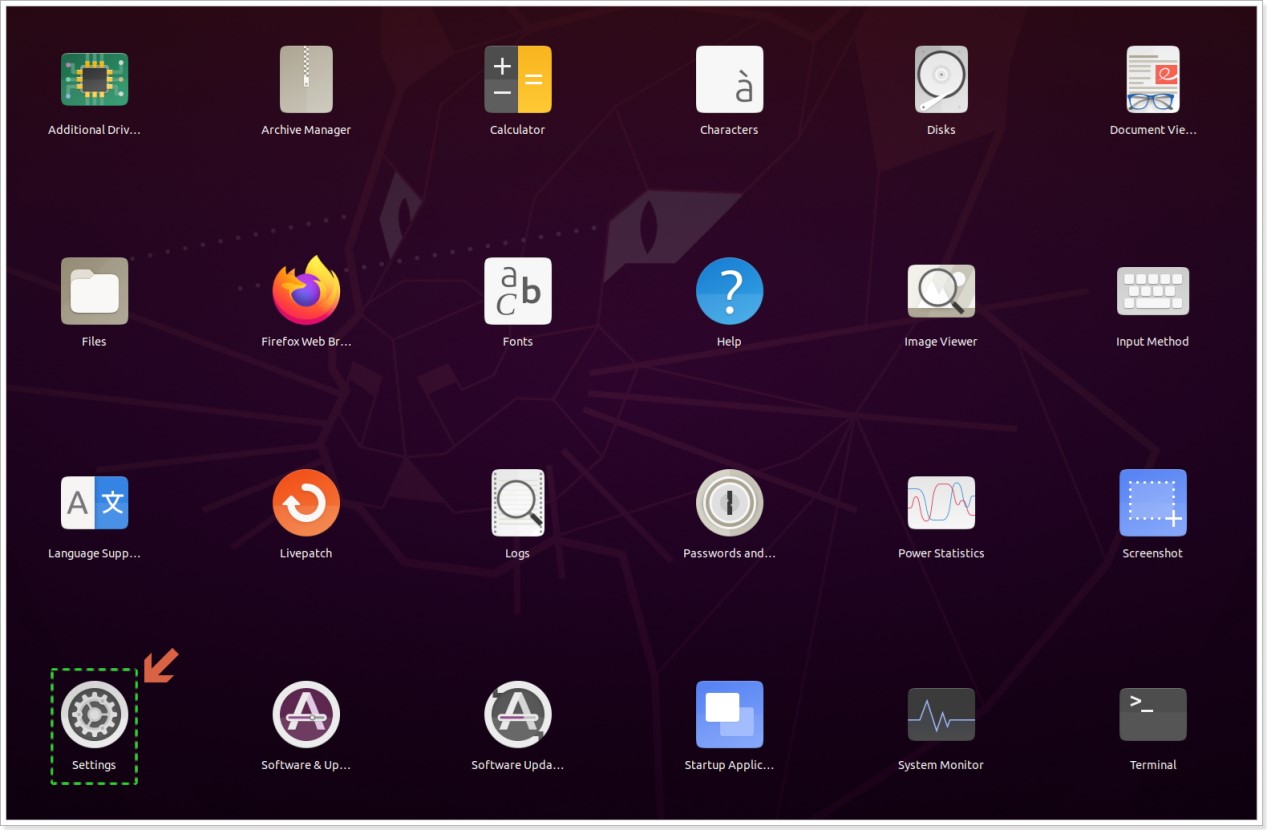 Additional Driv...
Archive Manager
Calculator
à
Characters
Disks
Document Vie...
Files
Firefox Web Br...
a
b
C
Fonts
?
Help
Image Viewer
Input Method
A 文
Language Supp...
Livepatch
Logs
Passwords and...
Power Statistics
Screenshot
Settings
Software & Up...
Software Upda...
Startup Applic...
System Monitor
>_
Terminal